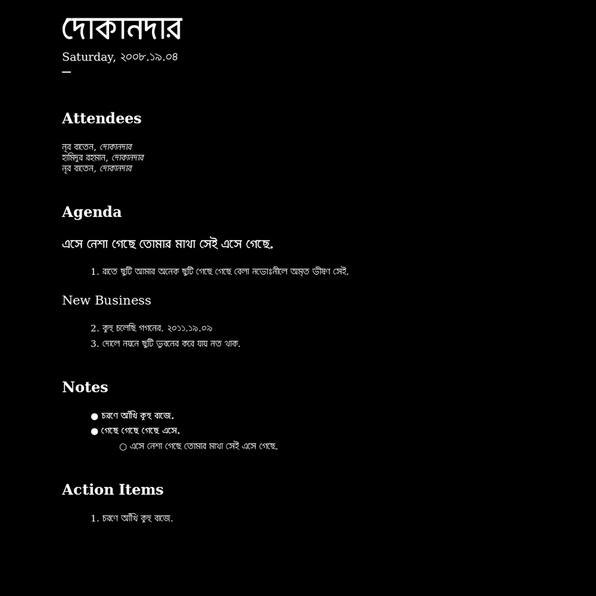 দোকানদার
Saturday, ২০০৮.১৯.০৪
—
Attendees
নূর বাতেন, দোকানদার
হামিদুর রহমান, দোকানদার
নূর বাতেন, দোকানদার
Agenda
এসে নেশা গেছে তোমার মাথা সেই এসে গেছে.
1. রাতে ছুটি আমার অনেক ছুটি গেছে গেছে বেলা নভোঃনীলে অমৃত ভীষণ সেই.
New Business
2. কুহু চলেছি গগনের. ২০১১.১৯.০৯
3. দোলে নয়নে ছুটি ভুবনের করে যায় নত থাক.
Notes
● চরণে আঁখি কুহু বাজে.
● গেছে গেছে গেছে এসে.
○ এসে নেশা গেছে তোমার মাথা সেই এসে গেছে.
Action Items
1. চরণে আঁখি কুহু বাজে.